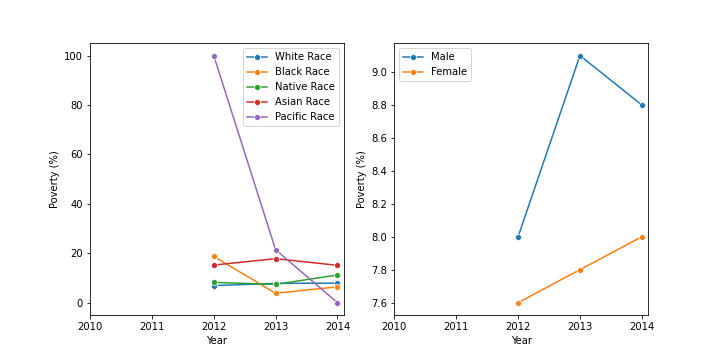 100
80
60
40
20
0
Poverty (%)
2010 2011 2012 2013 2014
Year
White Race
Black Race
Native Race
Asian Race
Pacific Race
9.0
8.8
8.6
8.4
8.2
8.0
7.8
7.6
Poverty (%)
2010 2011 2012 2013 2014
Year
Male
Female